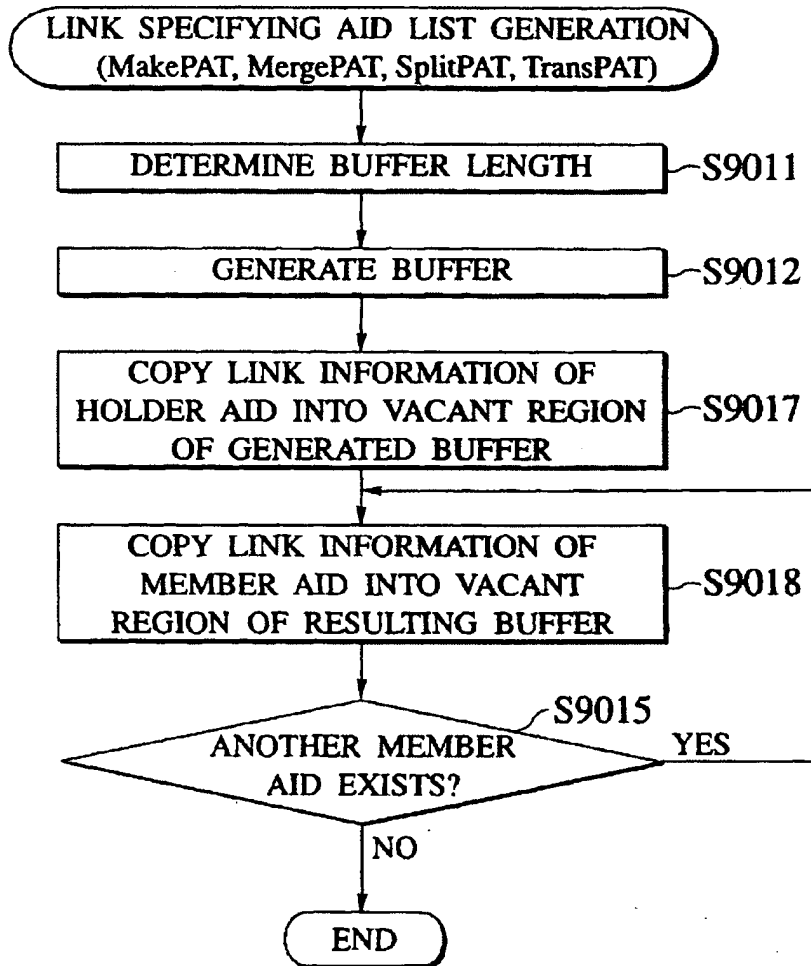 LINK SPECIFYING AID LIST GENERATION
(MakePAT, MergePAT, SplitPAT, TransPAT)
DETERMINE BUFFER LENGTH
S9011
GENERATE BUFFER
S9012
COPY LINK INFORMATION OF
HOLDER AID INTO VACANT REGION
OF GENERATED BUFFER
S9017
COPY LINK INFORMATION OF
MEMBER AID INTO VACANT
REGION OF RESULTING BUFFER
S9018
S9015
ANOTHER MEMBER
AID EXISTS?
YES
NO
END